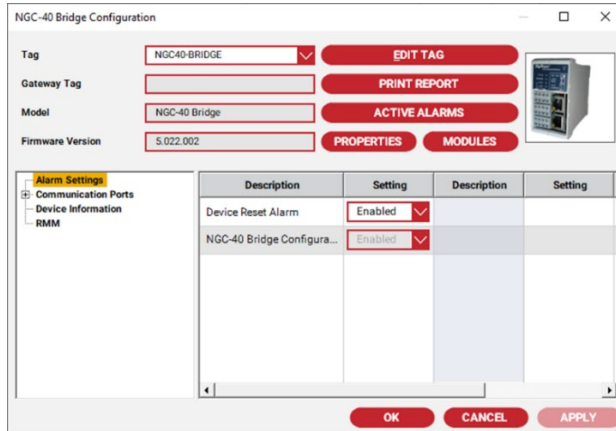 NGC-40 Bridge Configuration
Tag NGC40-BRIDGE EDIT TAG
Gateway Tag PRINT REPORT
Model NGC-40 Bridge ACTIVE ALARMS
Firmware Version 5.022.002 PROPERTIES MODULES
Alarm Settings
Communication Ports
Device Information
RMM
Description Setting Description Setting
Device Reset Alarm Enabled
NGC-40 Bridge Configura... Enabled
OK CANCEL APPLY